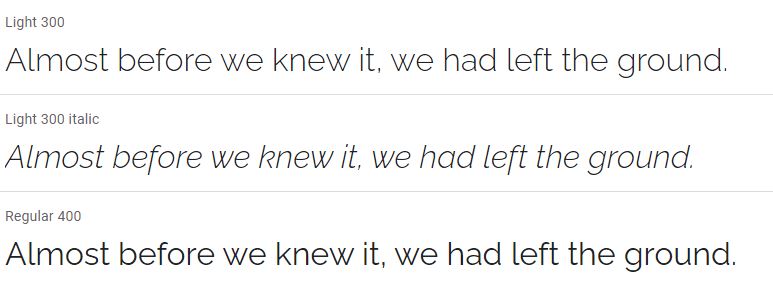 Light 300
Almost before we knew it, we had left the ground.
Light 300 italic
Almost before we knew it, we had left the ground.
Regular 400
Almost before we knew it, we had left the ground.